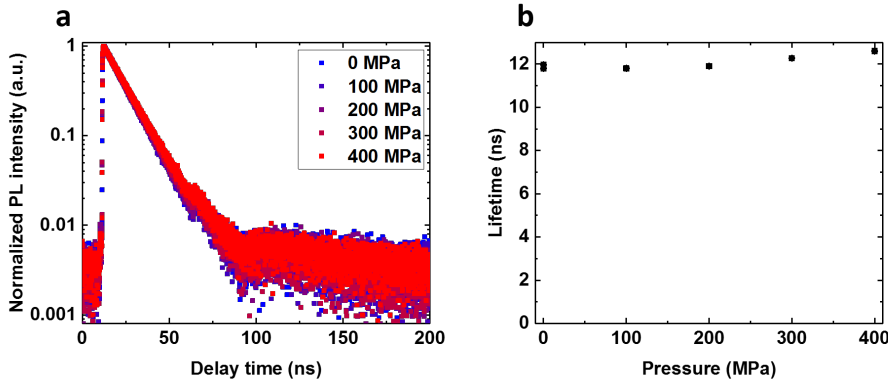 a
Normalized PL intensity (a.u.)
1
0.1
0.01
0.001
0 MPa
100 MPa
200 MPa
300 MPa
400 MPa
0 50 100 150 200
Delay time (ns)
b
Lifetime (ns)
12
10
8
6
4
2
0
0 100 200 300 400
Pressure (MPa)